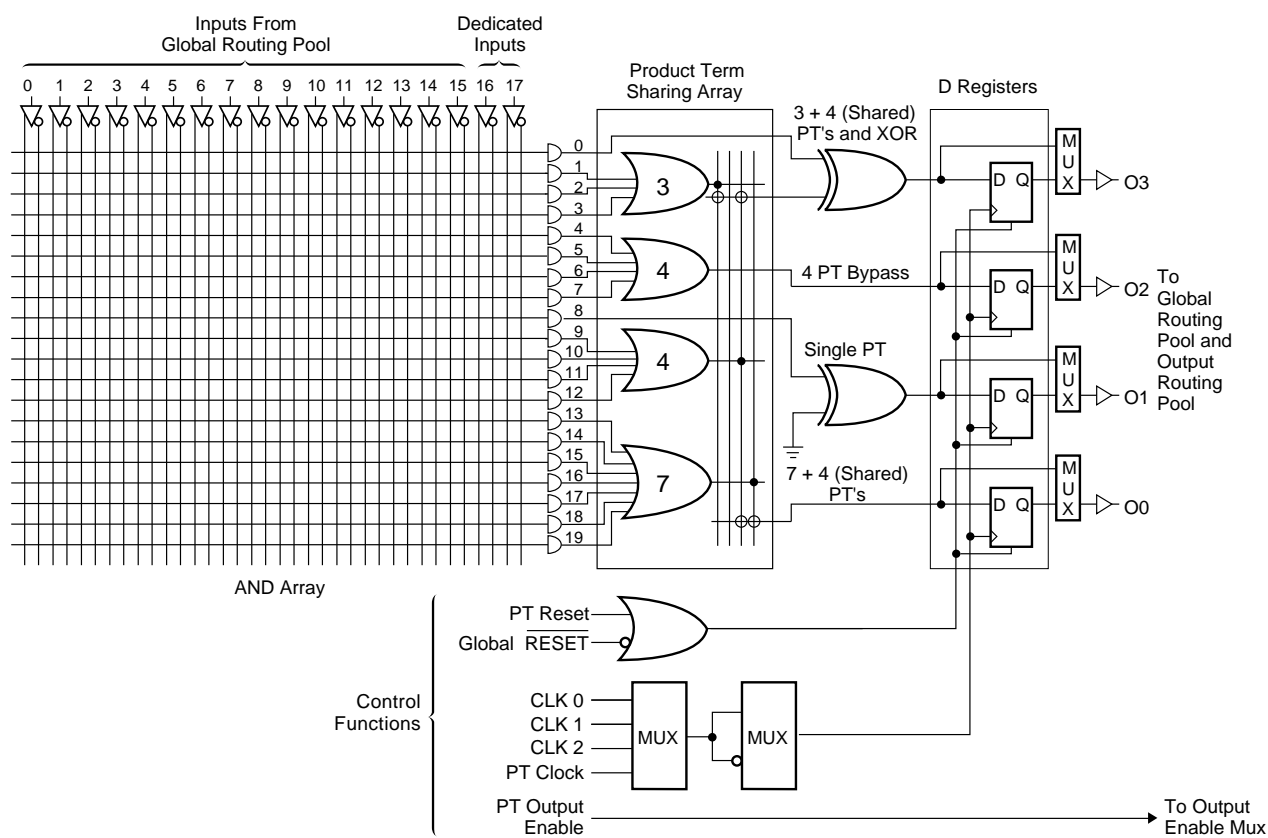 Inputs From
Global Routing Pool
Dedicated
Inputs
0 1 2 3 4 5 6 7 8 9 10 11 12 13 14 15 16 17
Product Term
Sharing Array
D Registers
3 + 4 (Shared)
PT's and XOR
0
1
2
3
4
5
6
7
8
9
10
11
12
13
14
15
16
17
18
19
3
4
4
7
4 PT Bypass
Single PT
7 + 4 (Shared)
PT's
D Q
MUX
O3
D Q
MUX
O2
D Q
MUX
O1
D Q
MUX
O0
To
Global
Routing
Pool and
Output
Routing
Pool
AND Array
Control
Functions
PT Reset
Global RESET
CLK 0
CLK 1
CLK 2
PT Clock
MUX
MUX
PT Output
Enable
To Output
Enable Mux